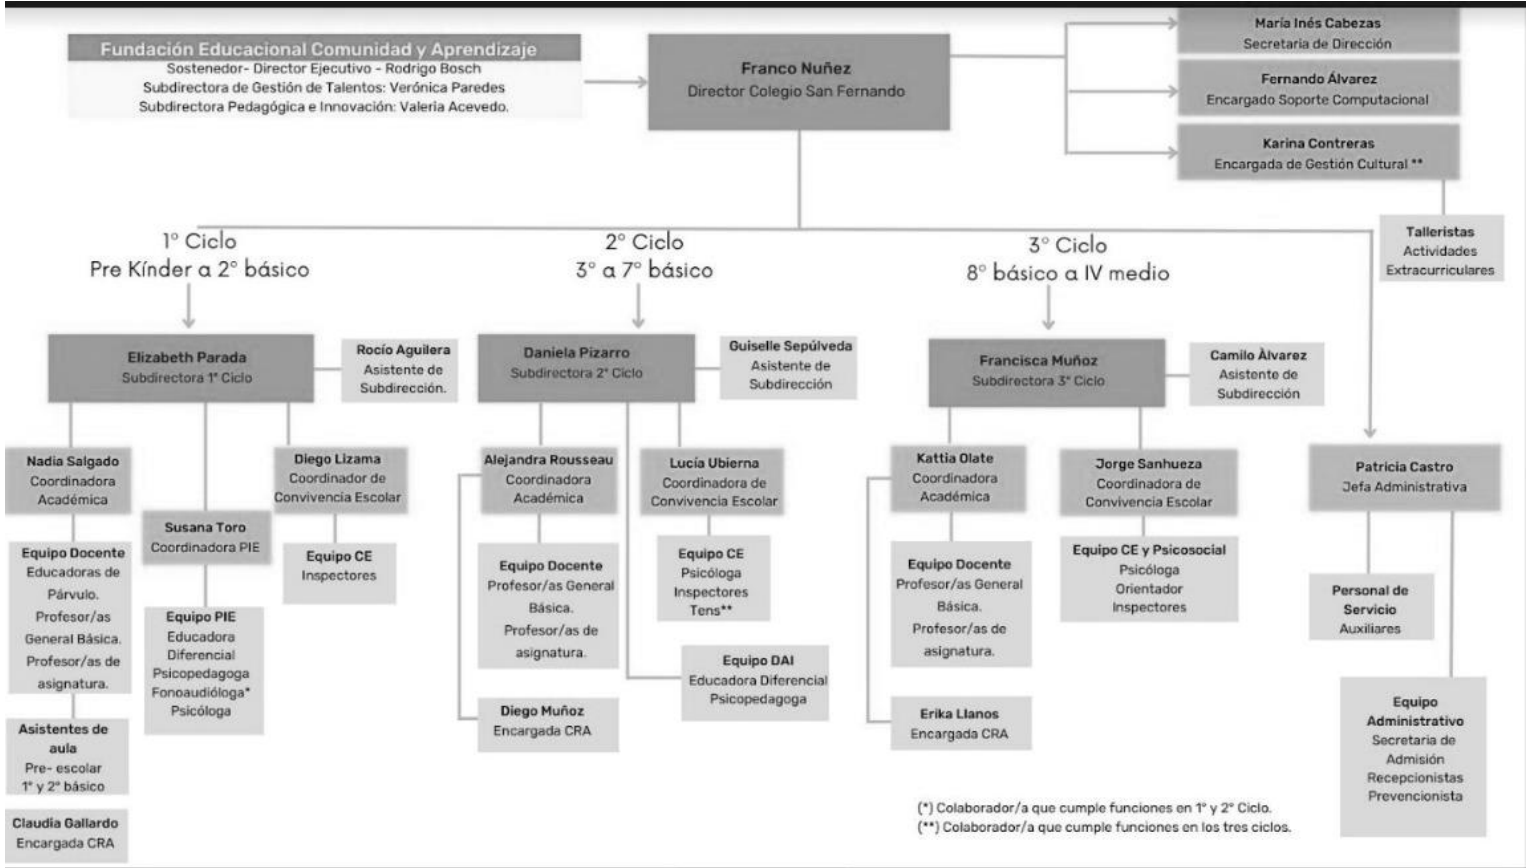 Fundación Educacional Comunidad y Aprendizaje
Sostenedor- Director Ejecutivo - Rodrigo Bosch
Subdirectora de Gestión de Talentos: Verónica Paredes
Subdirectora Pedagógica e Innovación: Valeria Acevedo.
Franco Nuñez
Director Colegio San Fernando
María Inés Cabezas
Secretaria de Dirección
Fernando Álvarez
Encargado Soporte Computacional
Karina Contreras
Encargada de Gestión Cultural **
Talleristas
Actividades
Extracurriculares
1° Ciclo
Pre Kínder a 2° básico
2° Ciclo
3° a 7° básico
3° Ciclo
8° básico a IV medio
Elizabeth Parada
Subdirectora 1° Ciclo
Rocío Aguilera
Asistente de
Subdirección.
Daniela Pizarro
Subdirectora 2° Ciclo
Guiselle Sepúlveda
Asistente de
Subdirección
Francisca Muñoz
Subdirectora 3° Ciclo
Camilo Àlvarez
Asistente de
Subdirección
Nadia Salgado
Coordinadora
Académica
Susana Toro
Coordinadora PIE
Diego Lizama
Coordinador de
Convivencia Escolar
Equipo Docente
Educadoras de
Párvulo.
Profesor/as
General Básica.
Profesor/as de
asignatura.
Equipo PIE
Educadora
Diferencial
Psicopedagoga
Fonoaudióloga*
Psicóloga
Equipo CE
Inspectores
Asistentes de
aula
Pre- escolar
1° y 2° básico
Claudia Gallardo
Encargada CRA
Alejandra Rousseau
Coordinadora
Académica
Lucía Ubierna
Coordinadora de
Convivencia Escolar
Equipo Docente
Profesor/as General
Básica.
Profesor/as de
asignatura.
Equipo CE
Psicóloga
Inspectores
Tens**
Equipo DAI
Educadora Diferencial
Psicopedagoga
Diego Muñoz
Encargada CRA
Kattia Olate
Coordinadora
Académica
Jorge Sanhueza
Coordinadora de
Convivencia Escolar
Equipo Docente
Profesor/as General
Básica.
Profesor/as de
asignatura.
Equipo CE y Psicosocial
Psicóloga
Orientador
Inspectores
Erika Llanos
Encargada CRA
Patricia Castro
Jefa Administrativa
Personal de
Servicio
Auxiliares
Equipo
Administrativo
Secretaria de
Admisión
Recepcionistas
Prevencionista
(*) Colaborador/a que cumple funciones en 1° y 2° Ciclo.
(**) Colaborador/a que cumple funciones en los tres ciclos.